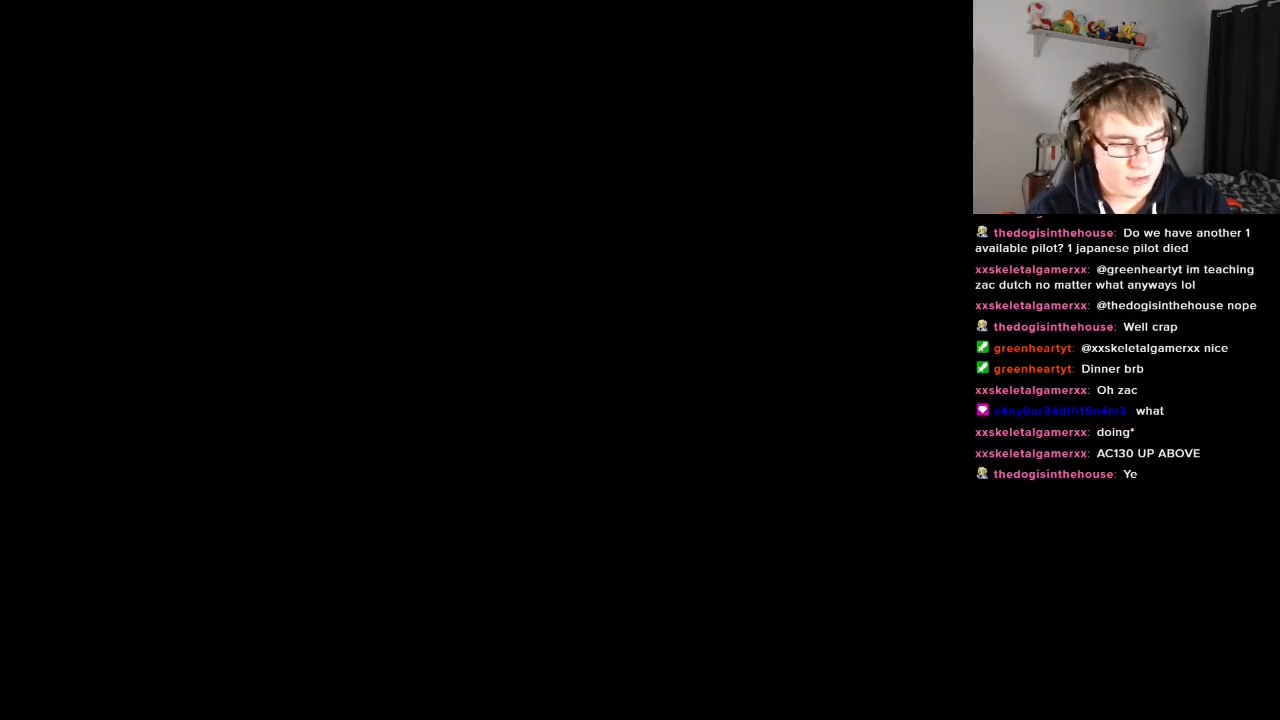 thedogisinthehouse: Do we have another 1
available pilot? 1 japanese pilot died
xxskeletalgamerxx: @greenheartyt im teaching
zac dutch no matter what anyways lol
xxskeletalgamerxx: @thedogisinthehouse nope
thedogisinthehouse: Well crap
greenheartyt: @xxskeletalgamerxx nice
greenheartyt: Dinner brb
xxskeletalgamerxx: Oh zac
what
xxskeletalgamerxx: doing*
xxskeletalgamerxx: AC130 UP ABOVE
thedogisinthehouse: Ye